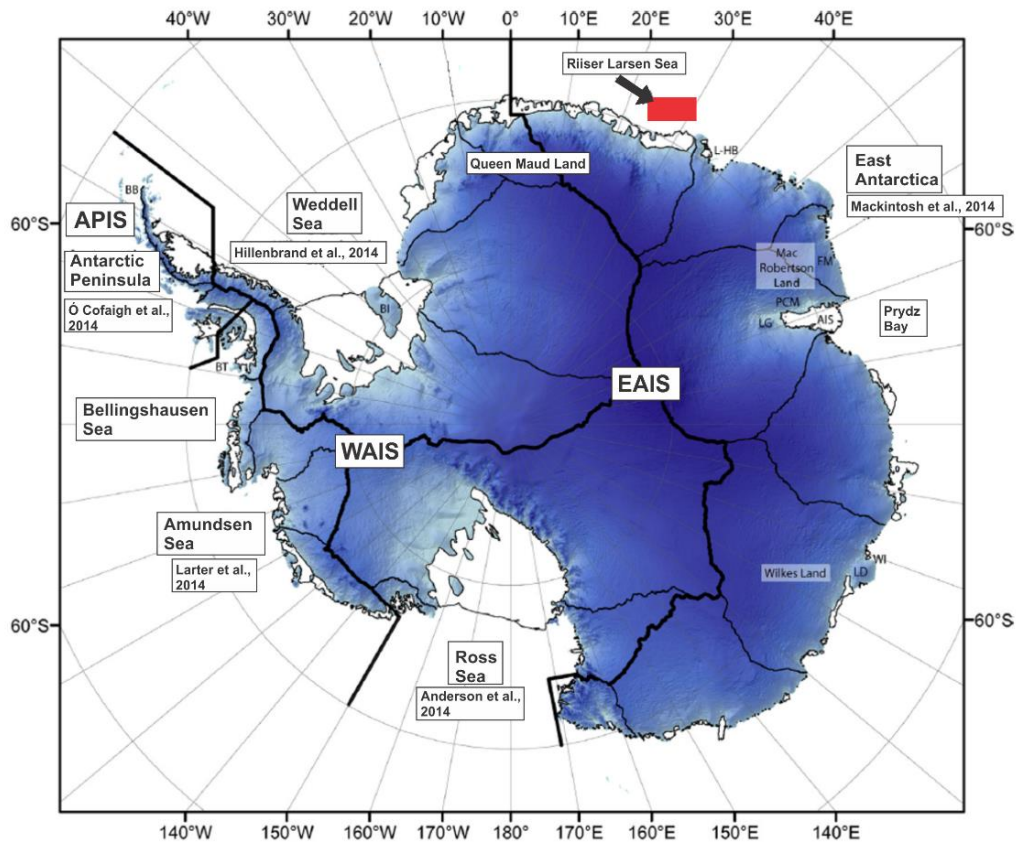 40°W 30°W 20°W 10°W 0° 10°E 20°E 30°E 40°E
Riiser Larsen Sea
L-HB
Queen Maud Land
East
Antarctica
Mackintosh et al., 2014
BB
Weddell
Sea
Hillenbrand et al., 2014
60°S
APIS
60°S
Antarctic
Peninsula
Ó Cofaigh et al.,
2014
Mac
Robertson
Land
FM
PCM
LG
AIS
Prydz
Bay
BI
BT
EAIS
Bellingshausen
Sea
WAIS
Amundsen
Sea
Larter et al.,
2014
WI
LD
Wilkes Land
60°S
60°S
Ross
Sea
Anderson et al.,
2014
140°W 150°W 160°W 170°W 180° 170°E 160°E 150°E 140°E